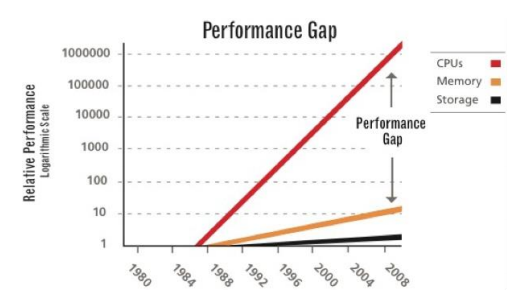 Performance Gap
Relative Performance
Logarithmic Scale
1000000
100000
10000
1000
100
10
1
1980
1984
1988
1992
1996
2000
2004
2008
Performance
Gap
CPUs
Memory
Storage